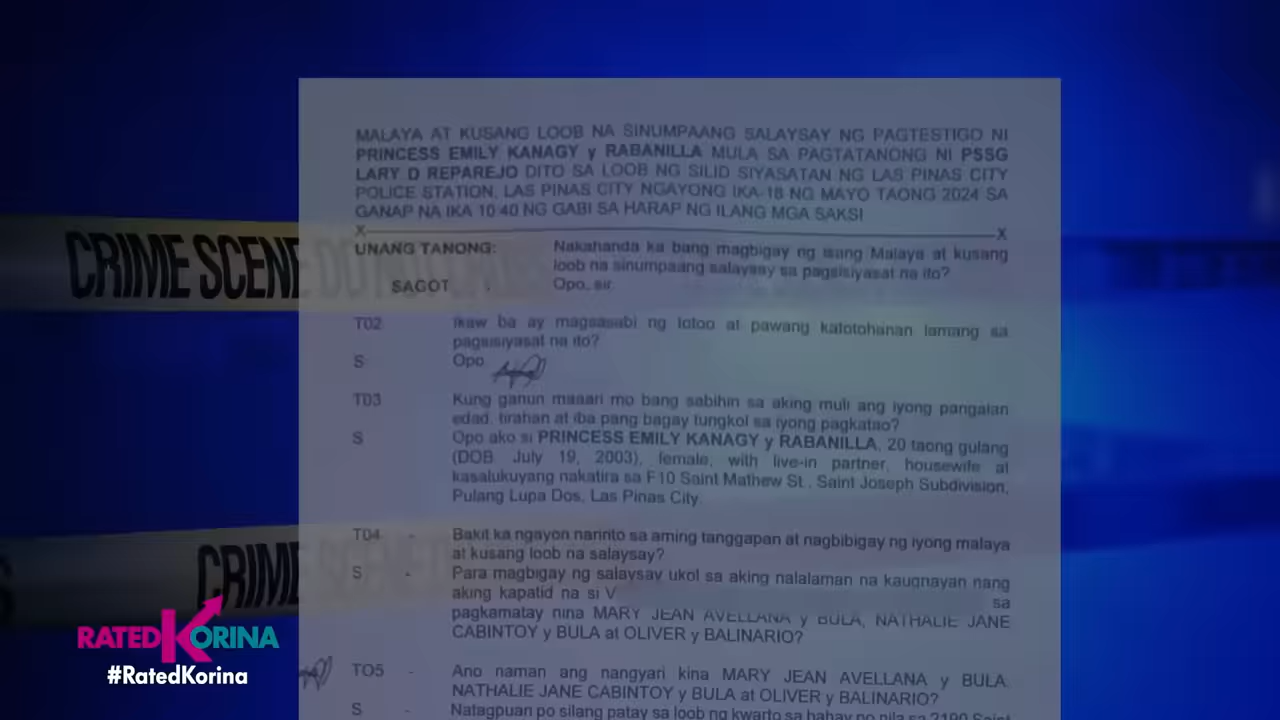 MALAYA AT KUSANG LOOB NA SINUMPAANG SALAYSAY NG PAGTESTIGO NI
PRINCESS EMILY KANAGY y RABANILLA MULA SA PAGTATANONG NI PSSG
LARY D REPAREJO DITO SA LOOB NG SILID SIYASATAN NG LAS PINAS CITY
POLICE STATION, LAS PINAS CITY NGAYONG IKA-18 NG MAYO TAONG 2024 SA
GANAP NA IKA 10:40 NG GABI SA HARAP NG ILANG MGA SAKSI
X X
UNANG TANONG: Nakahanda ka bang magbigay ng isang Malaya at kusang
loob na sinumpaang salaysay sa pagsisiyasat na ito?
CRIME SCENE DO NOT CROSS
SAGOT - Opo, sir.
T02 Ikaw ba ay magsasabi ng totoo at pawang katotohanan lamang sa
pagsisiyasat na ito?
S Opo
T03 Kung ganun maaari mo bang sabihin sa aking muli ang iyong pangalan
edad, tirahan at iba pang bagay tungkol sa iyong pagkatao?
S Opo ako si PRINCESS EMILY KANAGY y RABANILLA, 20 taong gulang
(DOB July 19, 2003), female, with live-in partner, housewife at
kasalukuyang nakatira sa F10 Saint Mathew St., Saint Joseph Subdivision,
Pulang Lupa Dos, Las Pinas City.
T04 - Bakit ka ngayon naririto sa aming tanggapan at nagbibigay ng iyong malaya
at kusang loob na salaysay?
CRIME SCENE
S - Para magbigay ng salaysay ukol sa aking nalalaman na kaugnayan nang
aking kapatid na si V sa
pagkamatay nina MARY JEAN AVELLANA y BULA, NATHALIE JANE
CABINTOY y BULA at OLIVER y BALINARIO?
TO5 - Ano naman ang nangyari kina MARY JEAN AVELLANA y BULA,
NATHALIE JANE CABINTOY y BULA at OLIVER y BALINARIO?
S - Natagpuan po silang patay sa loob ng kwarto sa bahay po nila sa 2190 Saint
RATED KORINA
#RatedKorina